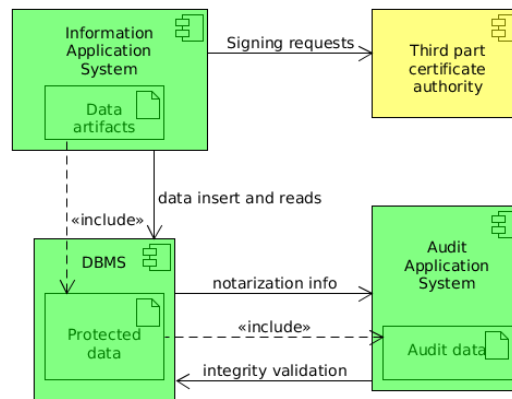 Information
Application
System
Data
artifacts
Signing requests
Third part
certificate
authority
«include»
data insert and reads
DBMS
Protected
data
notarization info
«include»
integrity validation
Audit
Application
System
Audit data